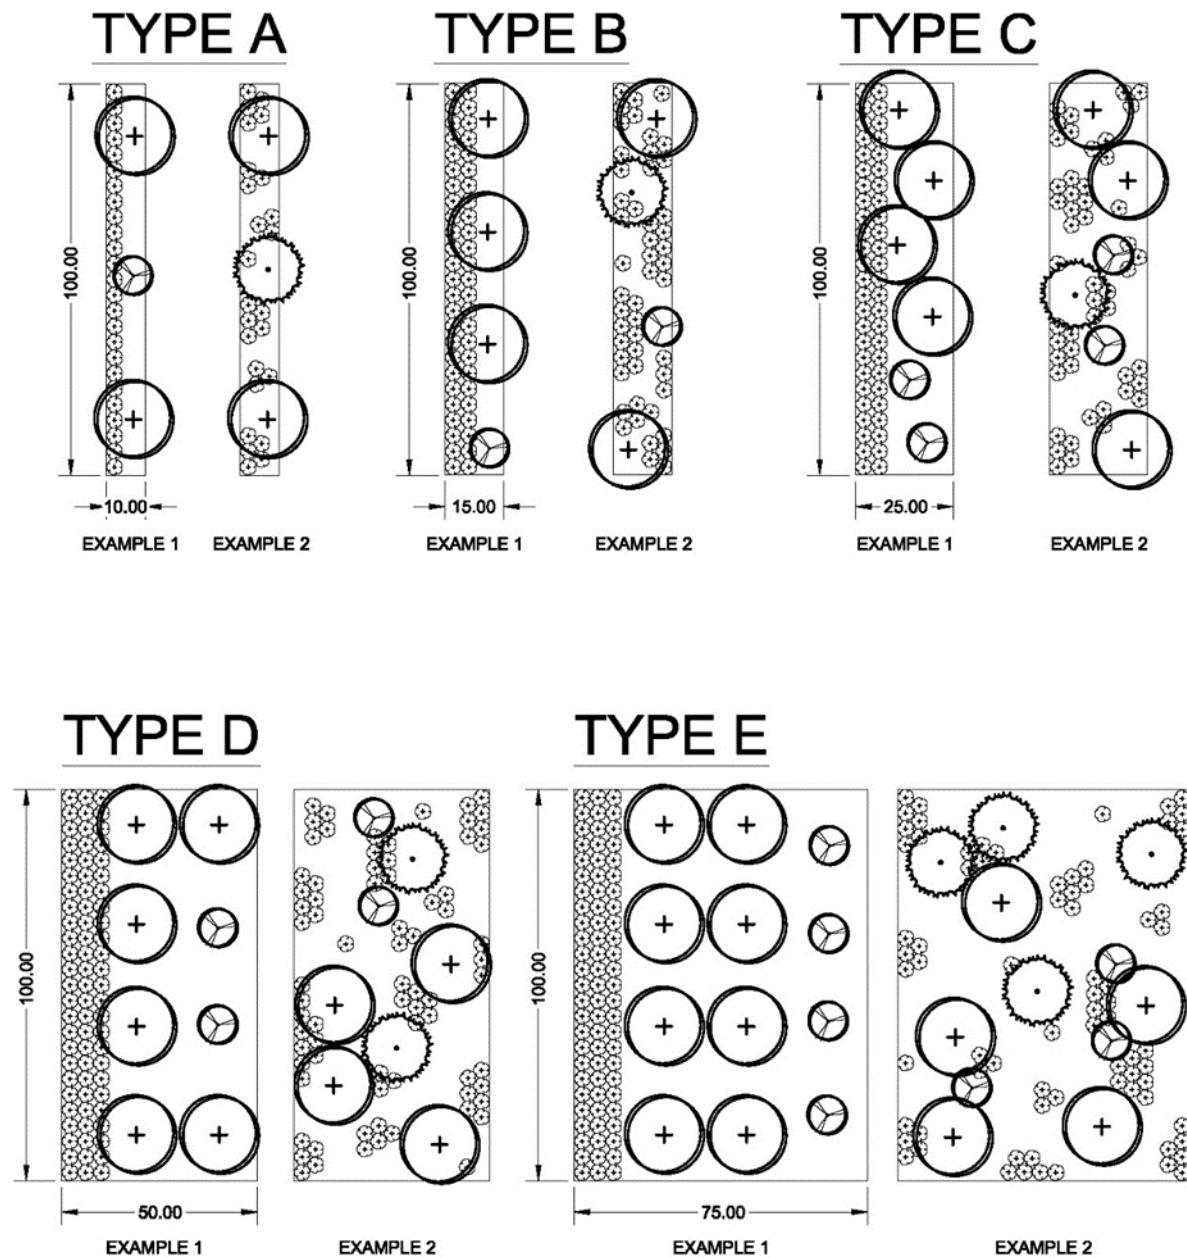 TYPE A
TYPE B
TYPE C
100.00
100.00
100.00
10.00
15.00
25.00
EXAMPLE 1
EXAMPLE 2
EXAMPLE 1
EXAMPLE 2
EXAMPLE 1
EXAMPLE 2
TYPE D
TYPE E
100.00
100.00
50.00
75.00
EXAMPLE 1
EXAMPLE 2
EXAMPLE 1
EXAMPLE 2